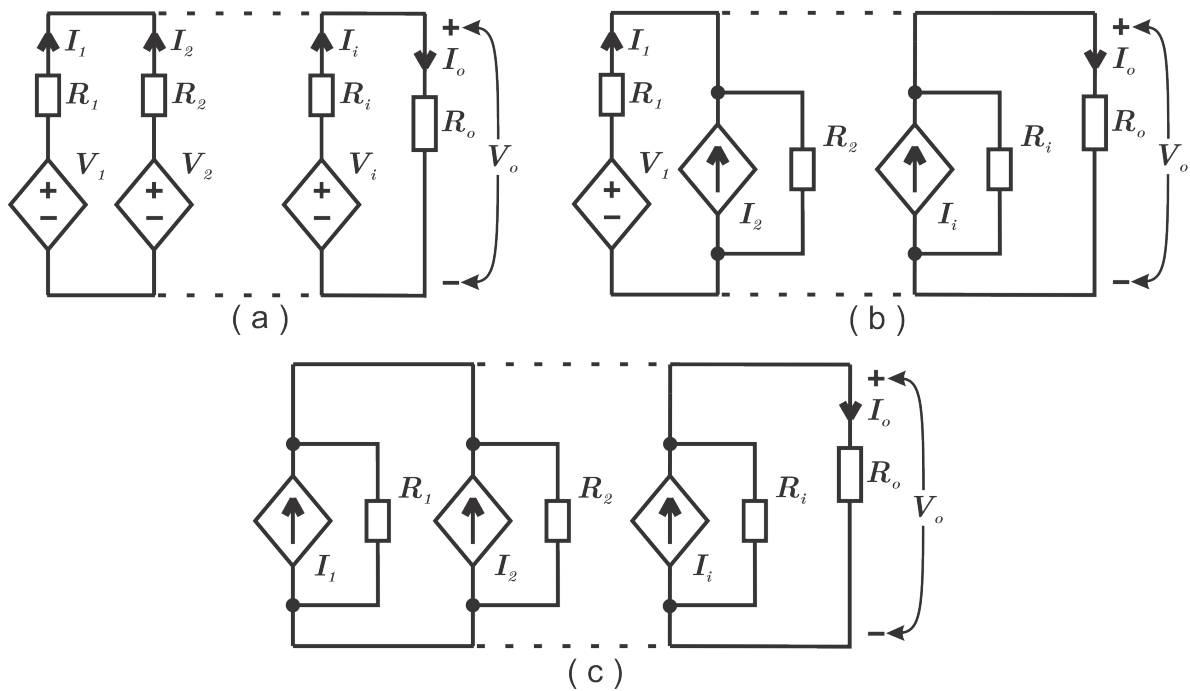 I₁ I₂ Iᵢ + Iₒ
R₁ R₂ Rᵢ Rₒ
V₁ V₂ Vᵢ Vₒ
+ + +
− − −
−
( a )
I₁ + Iₒ
R₁ Rₒ
V₁ R₂ Rᵢ Vₒ
+
−
I₂ Iᵢ
−
( b )
+ Iₒ
R₁ R₂ Rᵢ Rₒ
Vₒ
I₁ I₂ Iᵢ
−
( c )